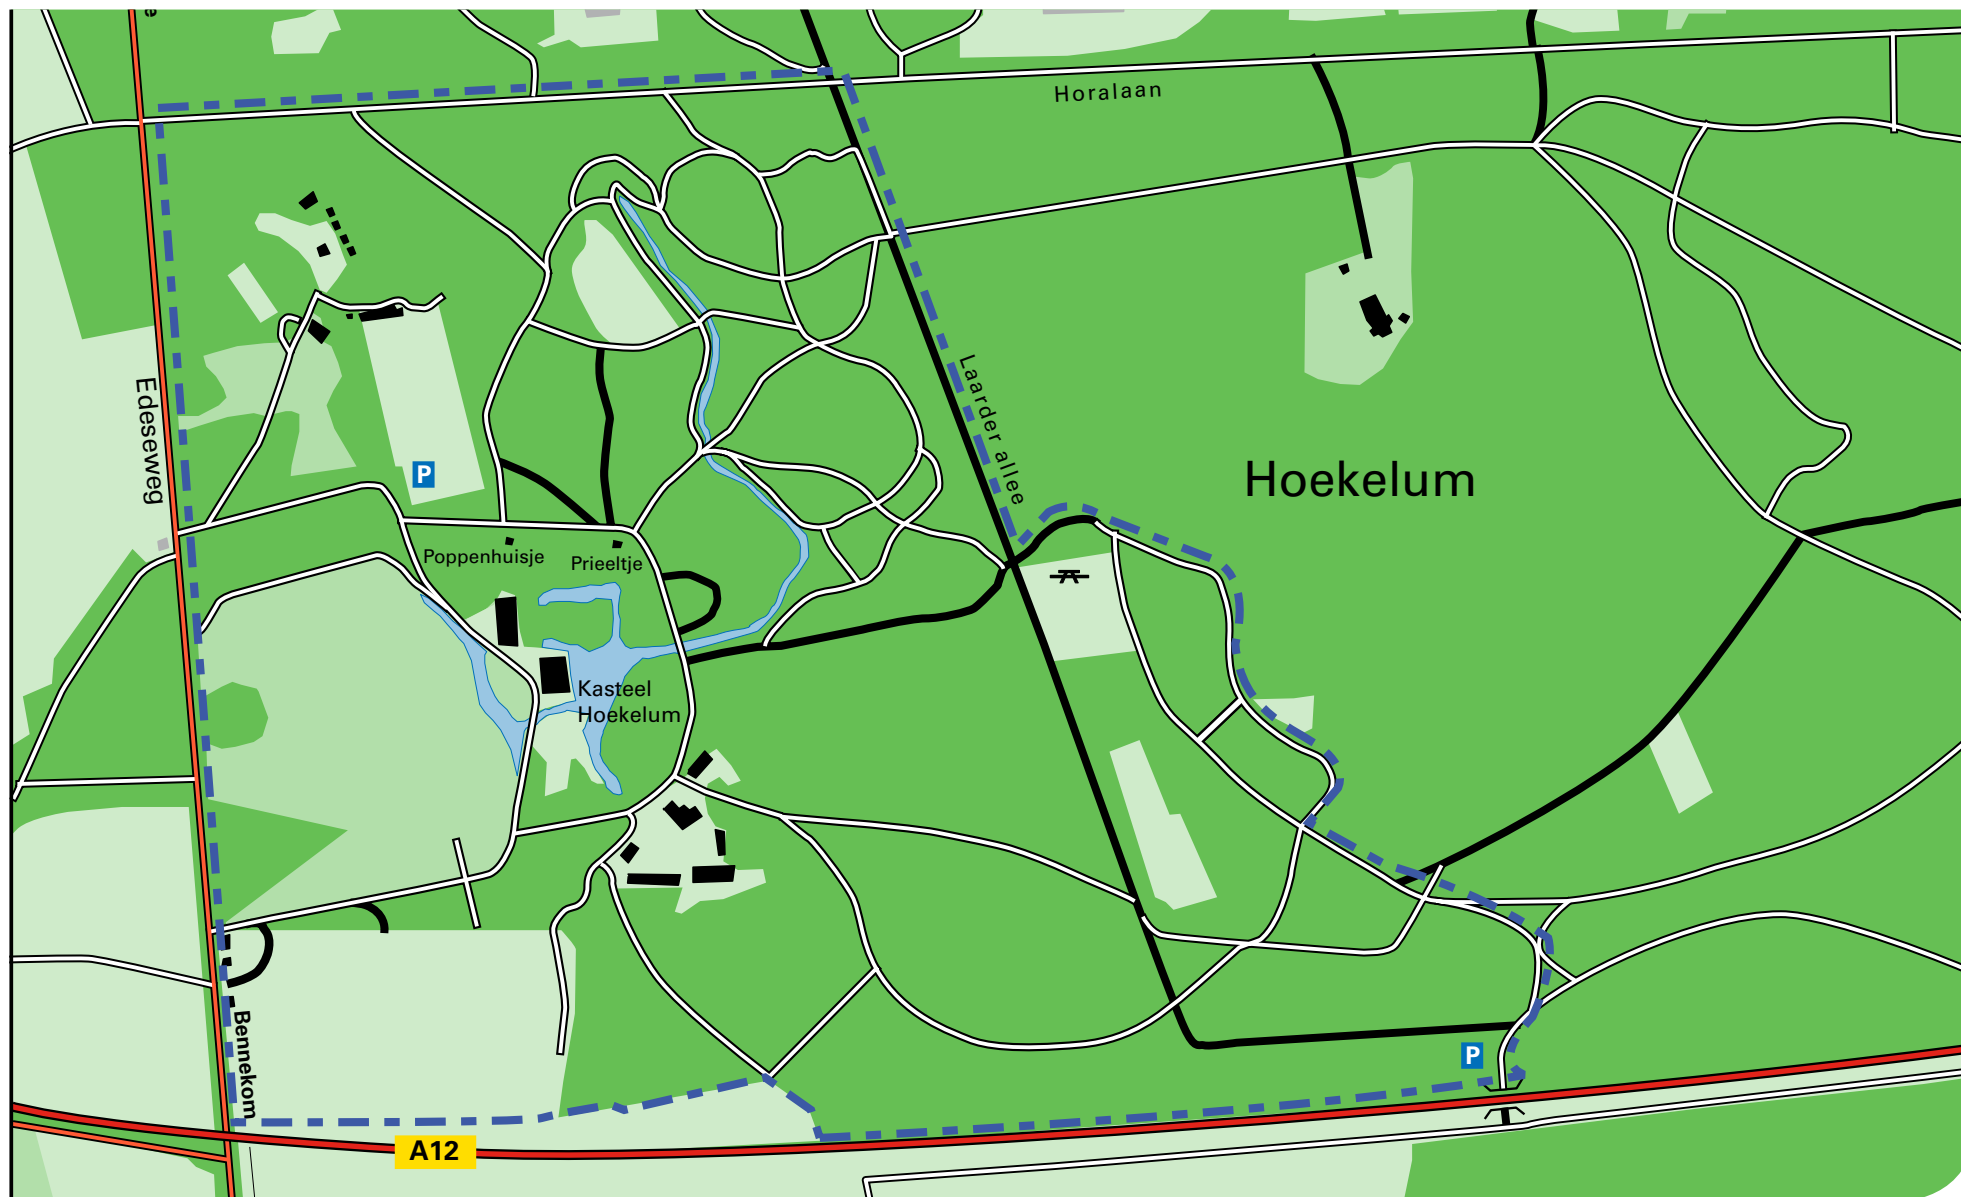 e
Horalaan
Edeseweg
Laarder allee
P
Hoekelum
Poppenhuisje
Prieeltje
Kasteel
Hoekelum
Bennekom
P
A12